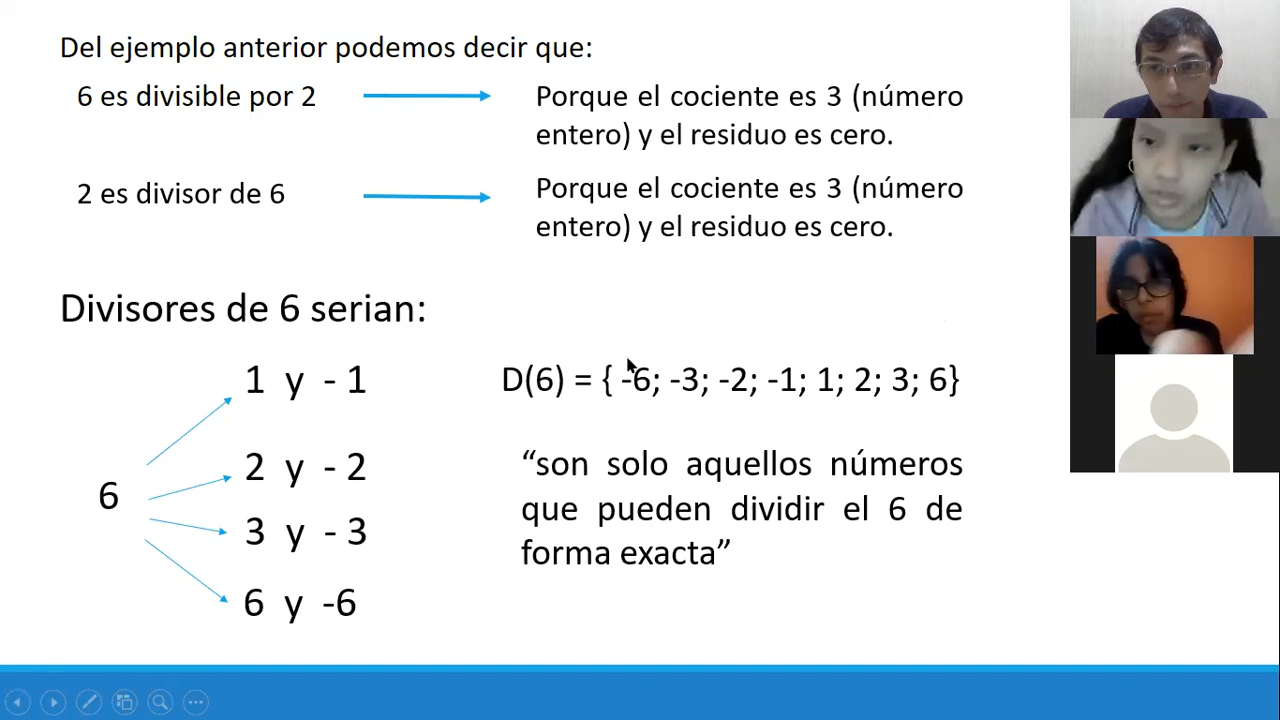 Del ejemplo anterior podemos decir que:
6 es divisible por 2
Porque el cociente es 3 (número
entero) y el residuo es cero.
2 es divisor de 6
Porque el cociente es 3 (número
entero) y el residuo es cero.
Divisores de 6 serian:
6
1 y - 1
2 y - 2
3 y - 3
6 y -6
D(6) = { -6; -3; -2; -1; 1; 2; 3; 6}
“son solo aquellos números
que pueden dividir el 6 de
forma exacta”